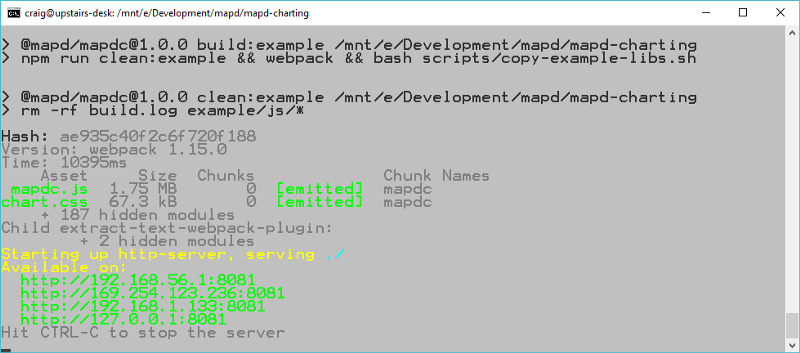 craig@upstairs-desk: /mnt/e/Development/mapd/mapd-charting
> @mapd/mapdc@1.0.0 build:example /mnt/e/Development/mapd/mapd-charting
> npm run clean:example && webpack && bash scripts/copy-example-libs.sh
> @mapd/mapdc@1.0.0 clean:example /mnt/e/Development/mapd/mapd-charting
> rm -rf build.log example/js/*
Hash: ae935c40f2c6f720f188
Version: webpack 1.15.0
Time: 10395ms
Asset Size Chunks Chunk Names
mapdc.js 1.75 MB 0 [emitted] mapdc
chart.css 67.3 kB 0 [emitted] mapdc
+ 187 hidden modules
Child extract-text-webpack-plugin:
+ 2 hidden modules
Starting up http-server, serving ./
Available on:
http://192.168.56.1:8081
http://169.254.123.236:8081
http://192.168.1.133:8081
http://127.0.0.1:8081
Hit CTRL-C to stop the server